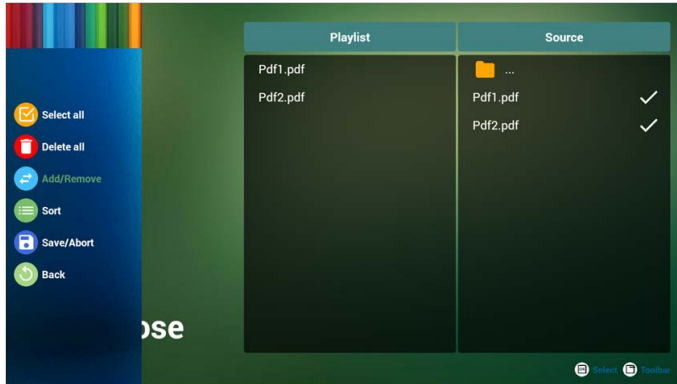 Playlist
Source
Pdf1.pdf
Pdf2.pdf
...
Pdf1.pdf
Pdf2.pdf
Select all
Delete all
Add/Remove
Sort
Save/Abort
Back
ose
Select
Toolbar